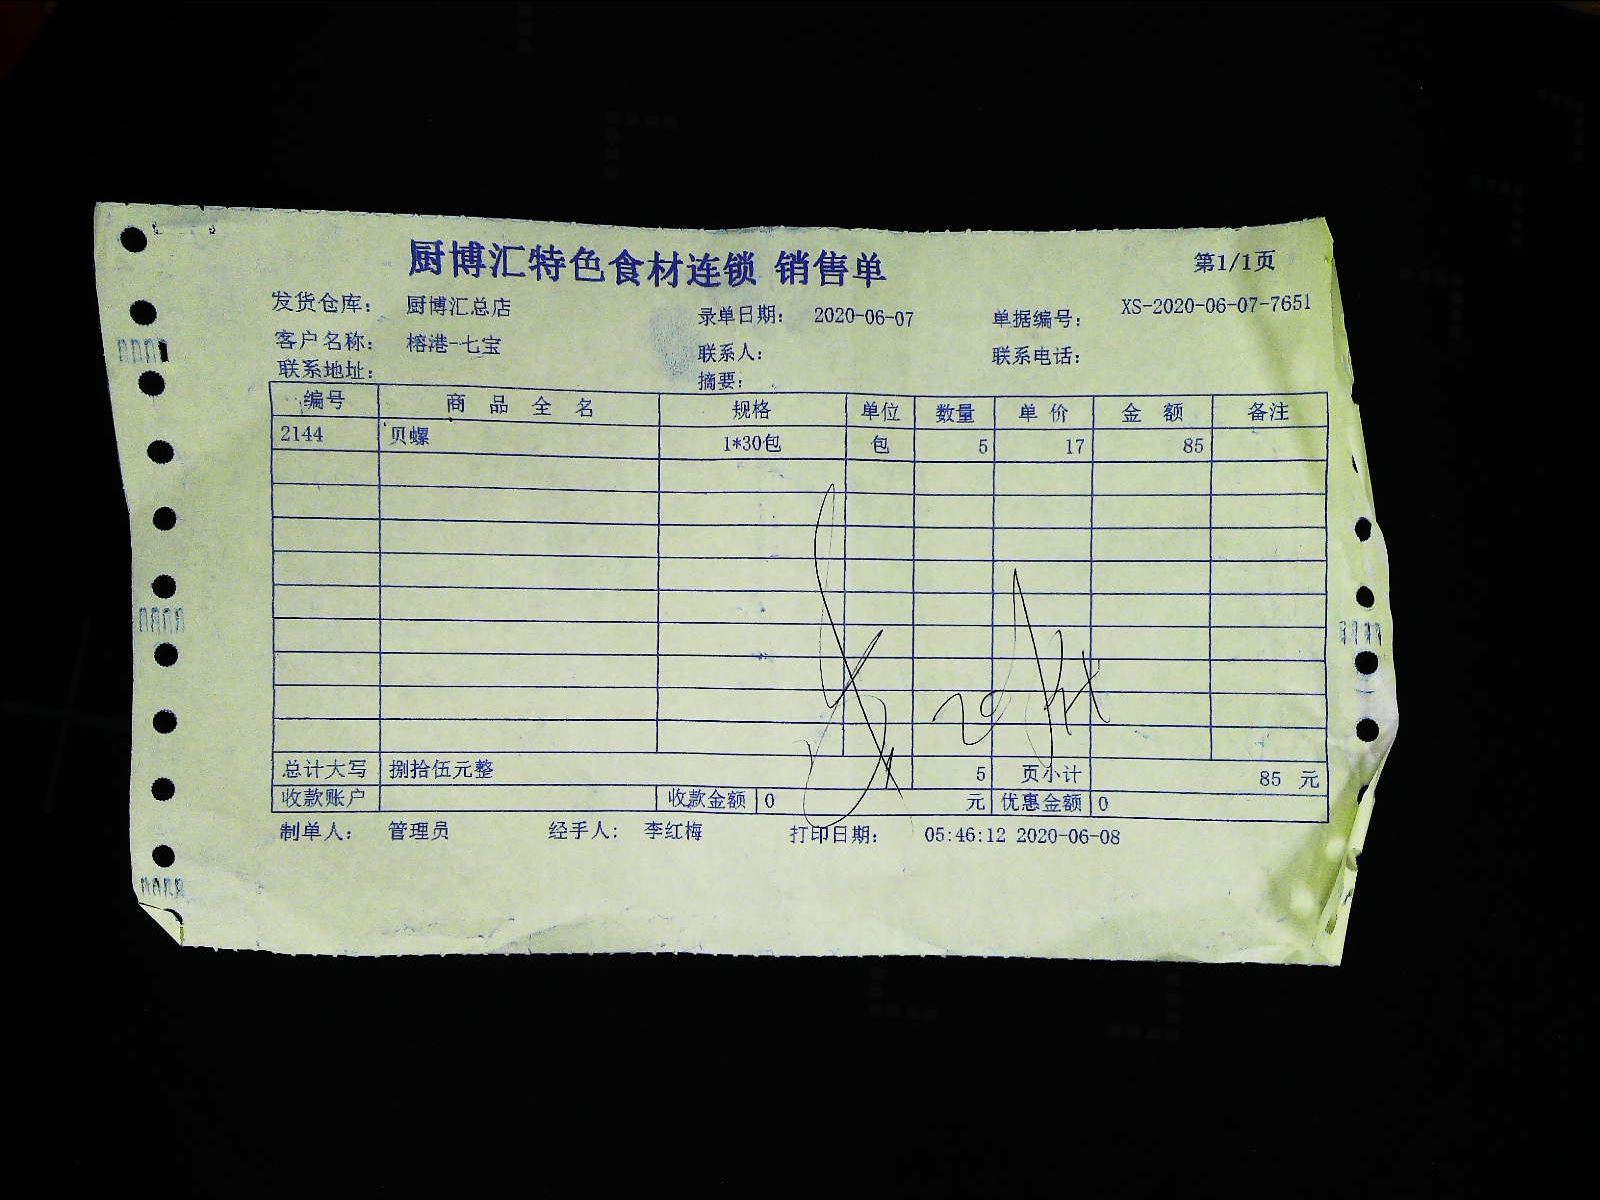 厨博汇特色食材连锁 销售单 第1/1页
发货仓库： 厨博汇总店 录单日期： 2020-06-07 单据编号： XS-2020-06-07-7651
客户名称： 榕港-七宝 联系人： 联系电话：
联系地址： 摘要：
编号 商 品 全 名 规格 单位 数量 单 价 金 额 备注
2144 贝螺 1*30包 包 5 17 85
总计大写 捌拾伍元整 5 页小计 85 元
收款账户 收款金额 0 元 优惠金额 0
制单人： 管理员 经手人： 李红梅 打印日期： 05:46:12 2020-06-08